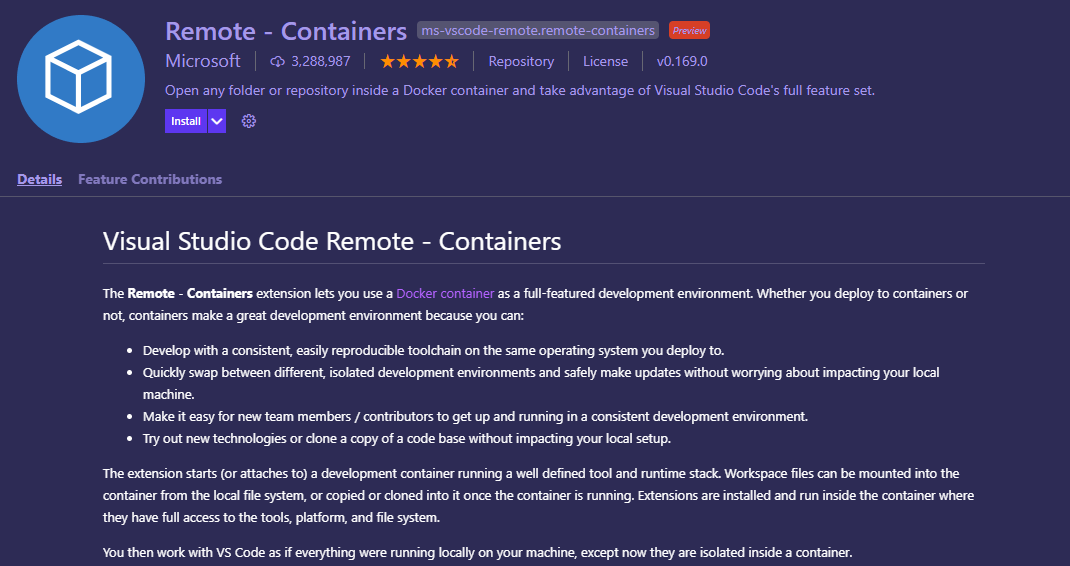 Remote - Containers ms-vscode-remote.remote-containers Preview
Microsoft 3,288,987 Repository License v0.169.0
Open any folder or repository inside a Docker container and take advantage of Visual Studio Code's full feature set.
Install
Details Feature Contributions
Visual Studio Code Remote - Containers
The Remote - Containers extension lets you use a Docker container as a full-featured development environment. Whether you deploy to containers or
not, containers make a great development environment because you can:
• Develop with a consistent, easily reproducible toolchain on the same operating system you deploy to.
• Quickly swap between different, isolated development environments and safely make updates without worrying about impacting your local
machine.
• Make it easy for new team members / contributors to get up and running in a consistent development environment.
• Try out new technologies or clone a copy of a code base without impacting your local setup.
The extension starts (or attaches to) a development container running a well defined tool and runtime stack. Workspace files can be mounted into the
container from the local file system, or copied or cloned into it once the container is running. Extensions are installed and run inside the container where
they have full access to the tools, platform, and file system.
You then work with VS Code as if everything were running locally on your machine, except now they are isolated inside a container.